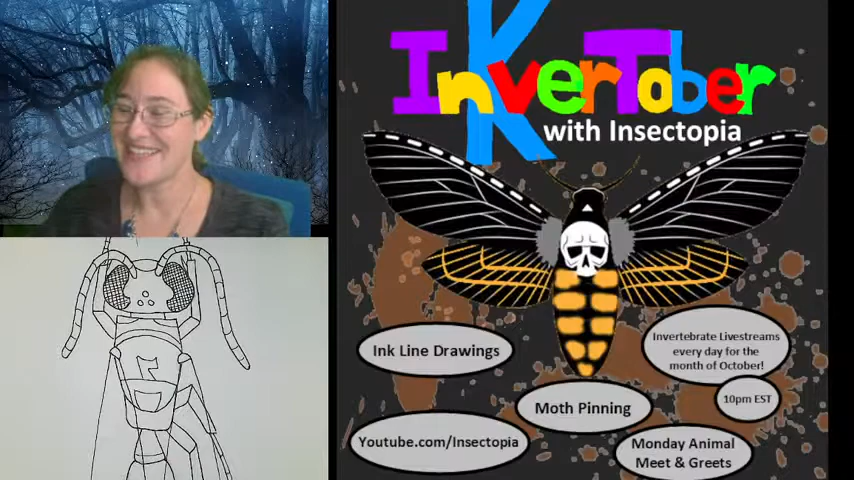 InKverTober
with Insectopia
Ink Line Drawings
Invertebrate Livestreams
every day for the
month of October!
10pm EST
Moth Pinning
Youtube.com/Insectopia
Monday Animal
Meet & Greets